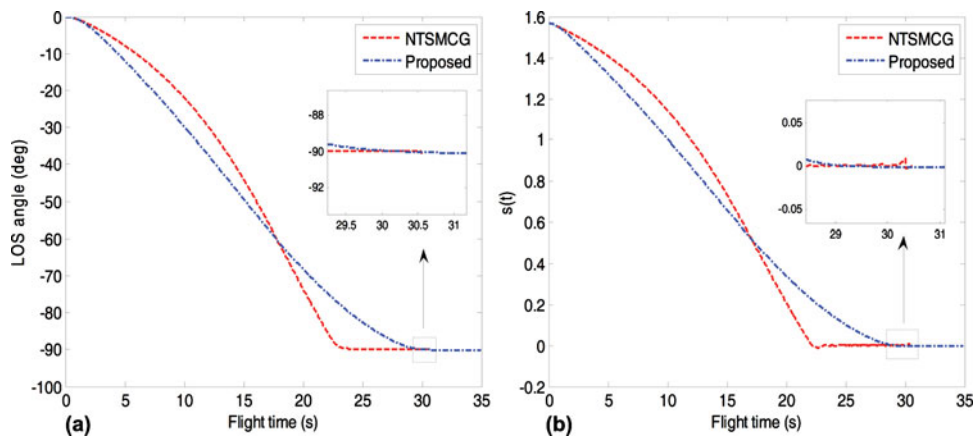 0
-10
-20
-30
-40
-50
-60
-70
-80
-90
-100
LOS angle (deg)
NTSMCG
Proposed
-88
-90
-92
29.5 30 30.5 31
0 5 10 15 20 25 30 35
(a) Flight time (s)
1.6
1.4
1.2
1
0.8
0.6
0.4
0.2
0
-0.2
s(t)
NTSMCG
Proposed
0.05
0
-0.05
29 30 31
0 5 10 15 20 25 30 35
(b) Flight time (s)